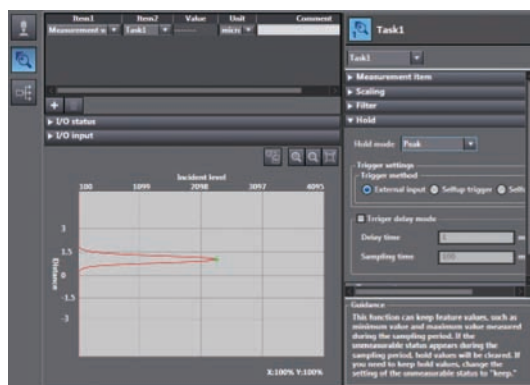 Item1 Item2 Value Unit Comment
Measurement v Task1 ------ micr
I/O status
I/O input
Incident level
100 1099 2098 3097 4095
3
1.5
0
-1.5
-3
Distance
X:100% Y:100%
Task1
Task1
Measurement item
Scaling
Filter
Hold
Hold mode Peak
Trigger settings
Trigger method
External input Selfup trigger Self
Triger delay mode
Delay time 1 m
Sampling time 100 m
Guidance
This function can keep feature values, such as
minimum value and maximum value measured
during the sampling period. If the
unmeasurable status appears during the
sampling period, hold values will be cleared. If
you need to keep hold values, change the
setting of the unmeasurable status to "keep."